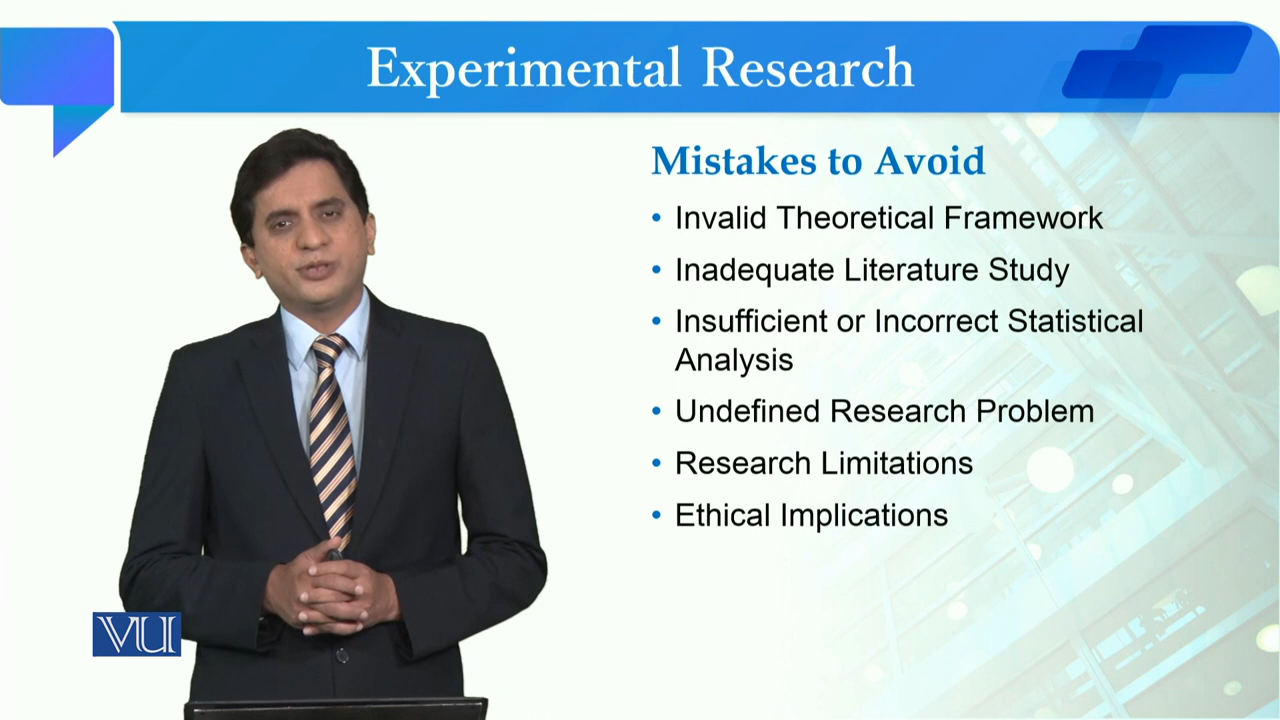 Experimental Research
Mistakes to Avoid
• Invalid Theoretical Framework
• Inadequate Literature Study
• Insufficient or Incorrect Statistical
Analysis
• Undefined Research Problem
• Research Limitations
• Ethical Implications
VU